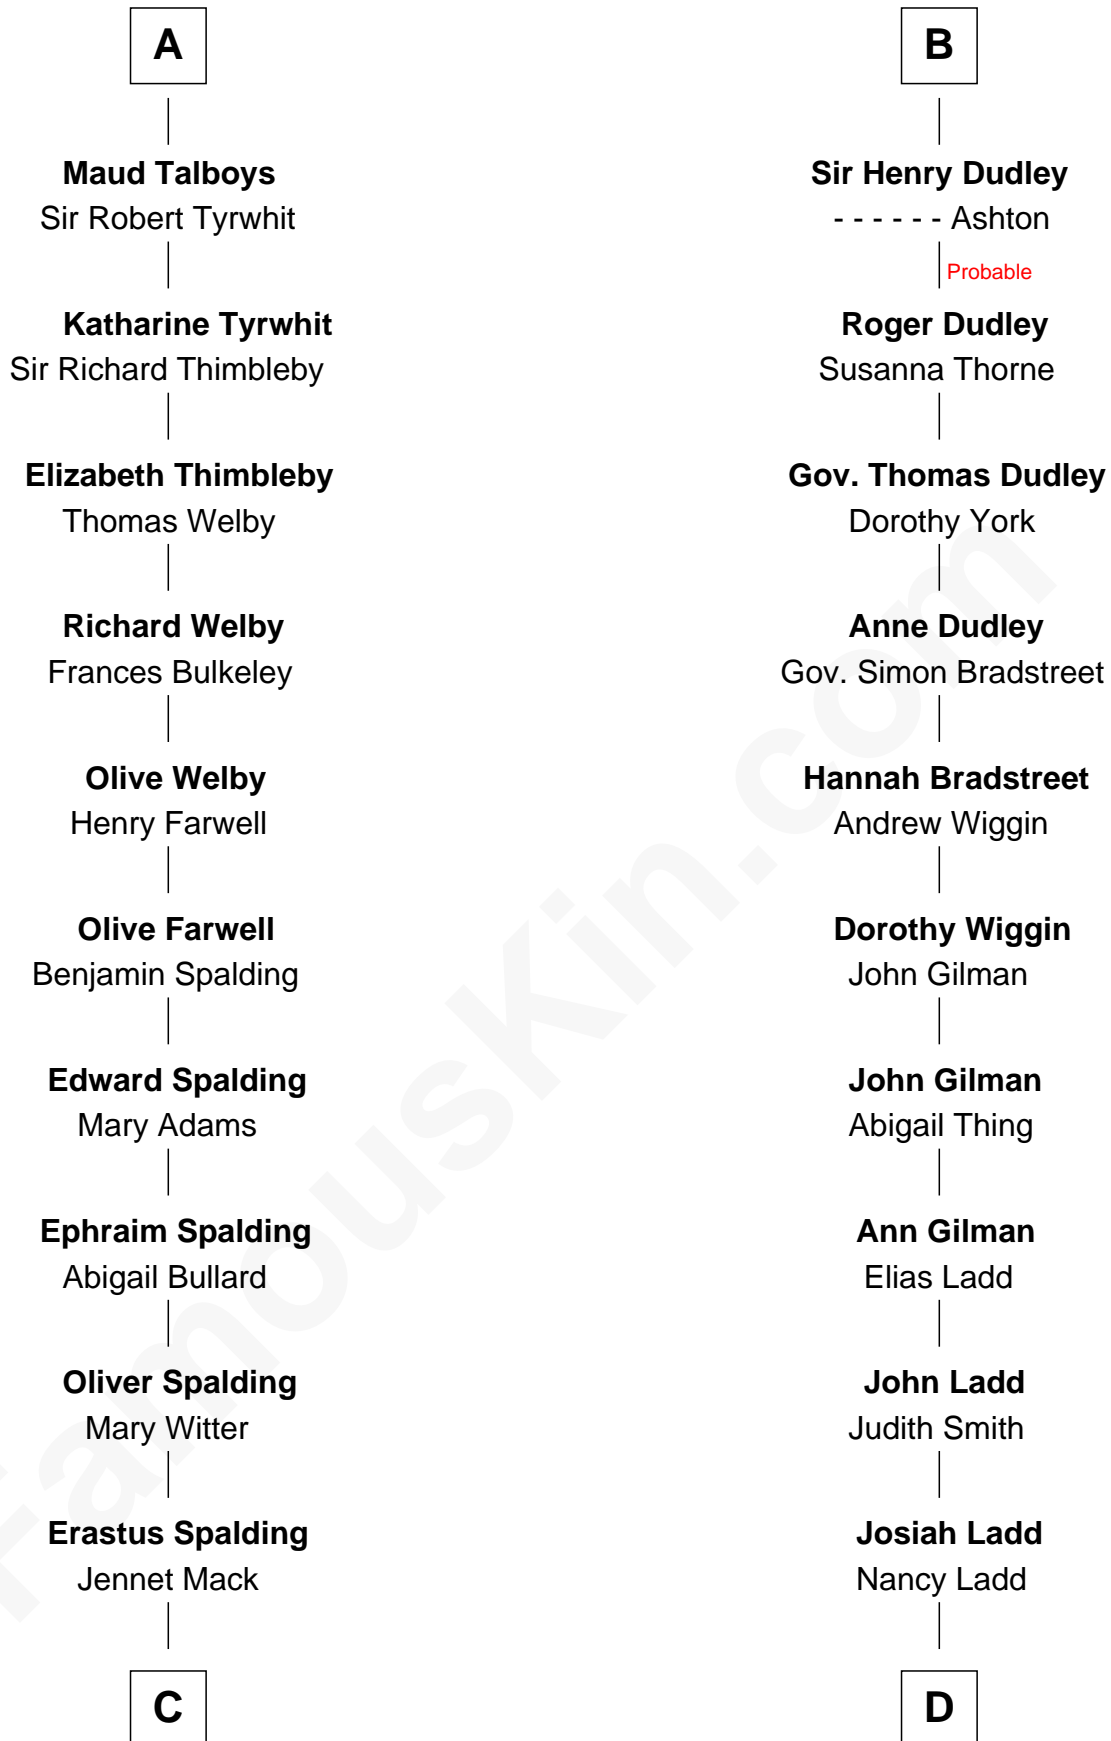 A
Maud Talboys
Sir Robert Tyrwhit
Katharine Tyrwhit
Sir Richard Thimbleby
Elizabeth Thimbleby
Thomas Welby
Richard Welby
Frances Bulkeley
Olive Welby
Henry Farwell
Olive Farwell
Benjamin Spalding
Edward Spalding
Mary Adams
Ephraim Spalding
Abigail Bullard
Oliver Spalding
Mary Witter
Erastus Spalding
Jennet Mack
C
B
Sir Henry Dudley
- - - - - - Ashton
Probable
Roger Dudley
Susanna Thorne
Gov. Thomas Dudley
Dorothy York
Anne Dudley
Gov. Simon Bradstreet
Hannah Bradstreet
Andrew Wiggin
Dorothy Wiggin
John Gilman
John Gilman
Abigail Thing
Ann Gilman
Elias Ladd
John Ladd
Judith Smith
Josiah Ladd
Nancy Ladd
D
FamousKin.com